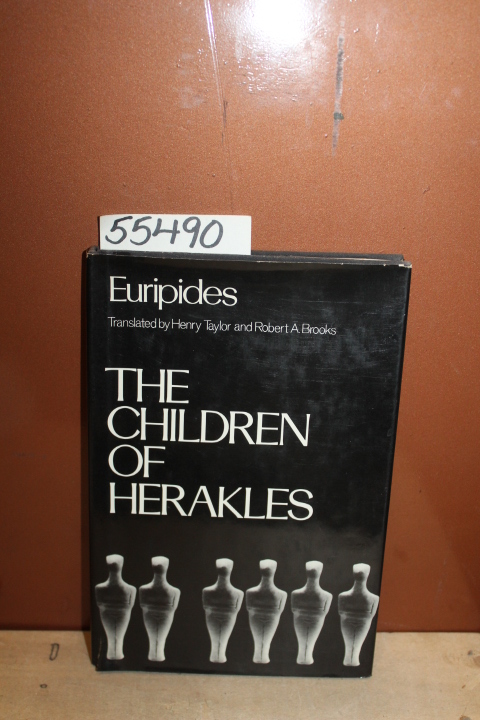 55490
Euripides
Translated by Henry Taylor and Robert A. Brooks
THE
CHILDREN
OF
HERAKLES